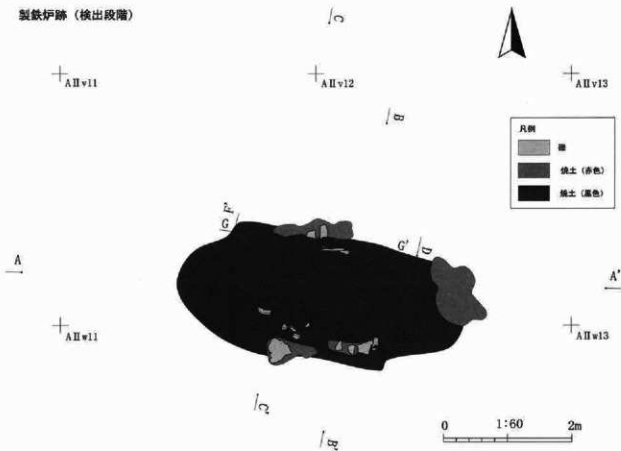 製鉄炉跡（検出段階）
C
AⅡv11
AⅡv12
AⅡv13
B
凡例
礫
焼土（赤色）
焼土（黒色）
F'
G
G'
D
A
A'
AⅡw11
AⅡw13
C'
B'
0
1:60
2m